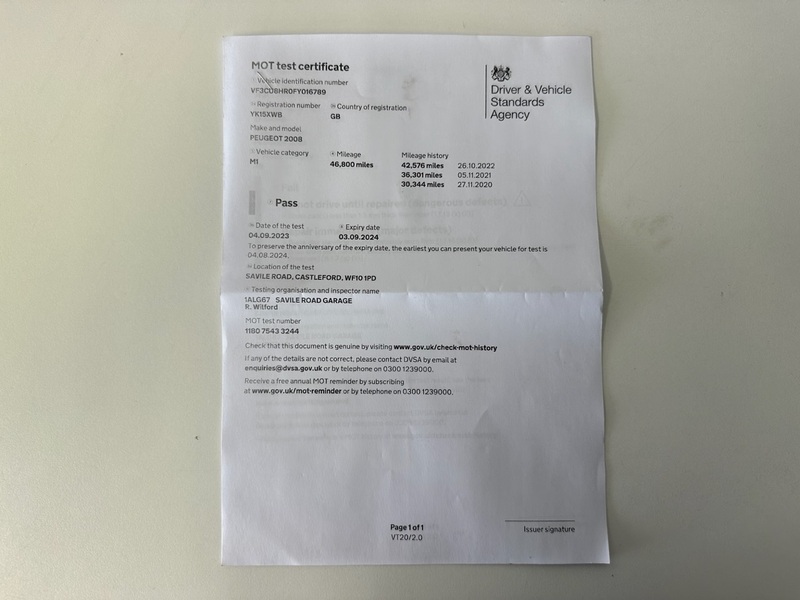 MOT test certificate
Vehicle identification number
VF3CU8HR0FY016789
Registration number Country of registration
YK15XWB GB
Make and model
PEUGEOT 2008
Vehicle category Mileage Mileage history
M1 46,800 miles 42,576 miles 26.10.2022
36,301 miles 05.11.2021
30,344 miles 27.11.2020
Driver & Vehicle
Standards
Agency
Pass
Date of the test Expiry date
04.09.2023 03.09.2024
To preserve the anniversary of the expiry date, the earliest you can present your vehicle for test is
04.08.2024.
Location of the test
SAVILE ROAD, CASTLEFORD, WF10 1PD
Testing organisation and inspector name
1ALG67 SAVILE ROAD GARAGE
R. Witford
MOT test number
1180 7543 3244
Check that this document is genuine by visiting www.gov.uk/check-mot-history
If any of the details are not correct, please contact DVSA by email at
enquiries@dvsa.gov.uk or by telephone on 0300 1239000.
Receive a free annual MOT reminder by subscribing
at www.gov.uk/mot-reminder or by telephone on 0300 1239000.
Page 1 of 1
VT20/2.0
Issuer signature